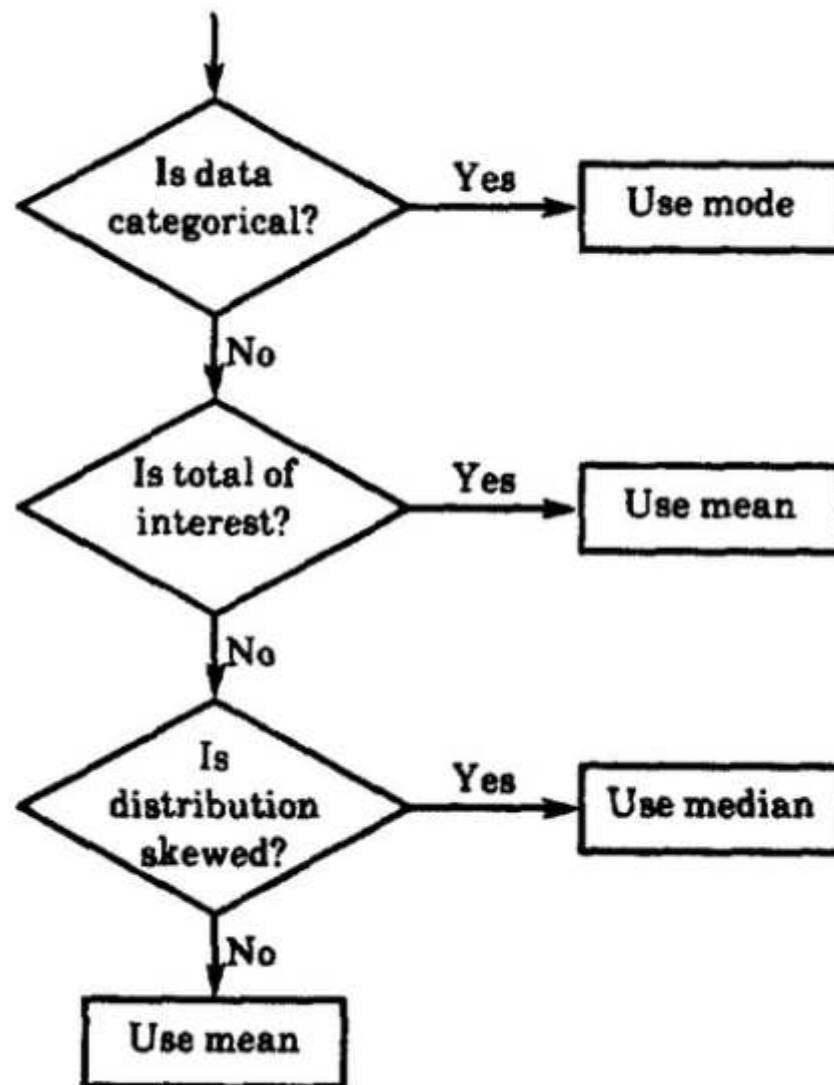 Is data
categorical?
Yes
Use mode
No
Is total of
interest?
Yes
Use mean
No
Is
distribution
skewed?
Yes
Use median
No
Use mean